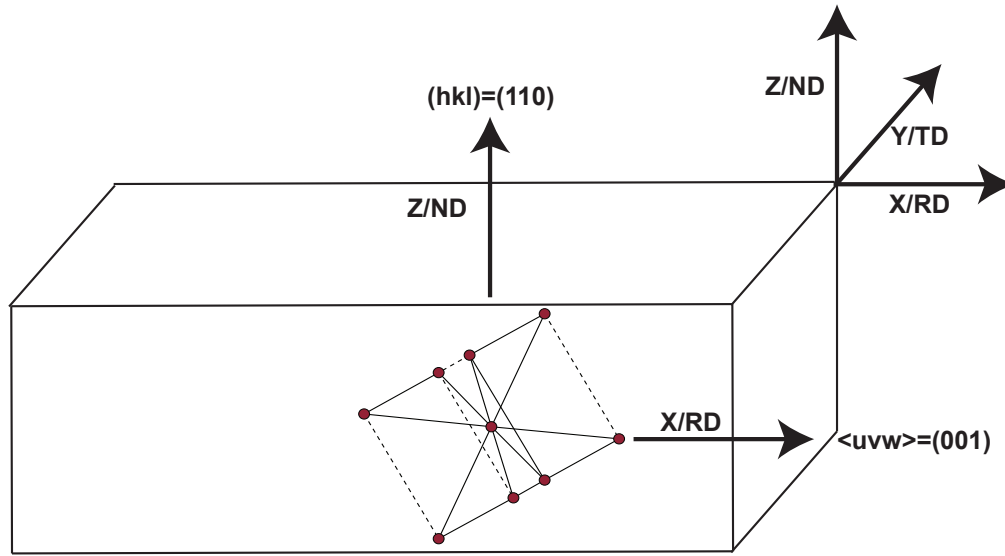 Z/ND
(hkl)=(110)
Y/TD
Z/ND
X/RD
X/RD
<uvw>=(001)